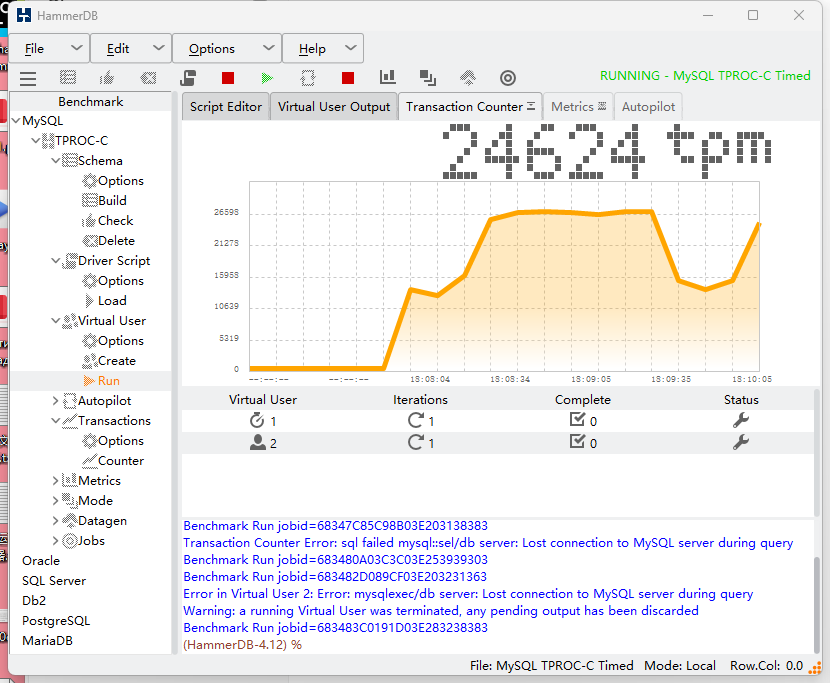 HammerDB
File Edit Options Help
RUNNING - MySQL TPROC-C Timed
Benchmark
MySQL
TPROC-C
Schema
Options
Build
Check
Delete
Driver Script
Options
Load
Virtual User
Options
Create
Run
Autopilot
Transactions
Options
Counter
Metrics
Mode
Datagen
Jobs
Oracle
SQL Server
Db2
PostgreSQL
MariaDB
Script Editor Virtual User Output Transaction Counter Metrics Autopilot
24624 tpm
26598
21278
15958
10639
5319
0
--:--:-- --:--:-- 18:08:04 18:08:34 18:09:05 18:09:35 18:10:05
Virtual User Iterations Complete Status
1 1 0
2 1 0
Benchmark Run jobid=68347C85C98B03E203138383
Transaction Counter Error: sql failed mysql::sel/db server: Lost connection to MySQL server during query
Benchmark Run jobid=683480A03C3C03E253939303
Benchmark Run jobid=683482D089CF03E203231363
Error in Virtual User 2: Error: mysqlexec/db server: Lost connection to MySQL server during query
Warning: a running Virtual User was terminated, any pending output has been discarded
Benchmark Run jobid=683483C0191D03E283238383
(HammerDB-4.12) %
File: MySQL TPROC-C Timed Mode: Local Row.Col: 0.0